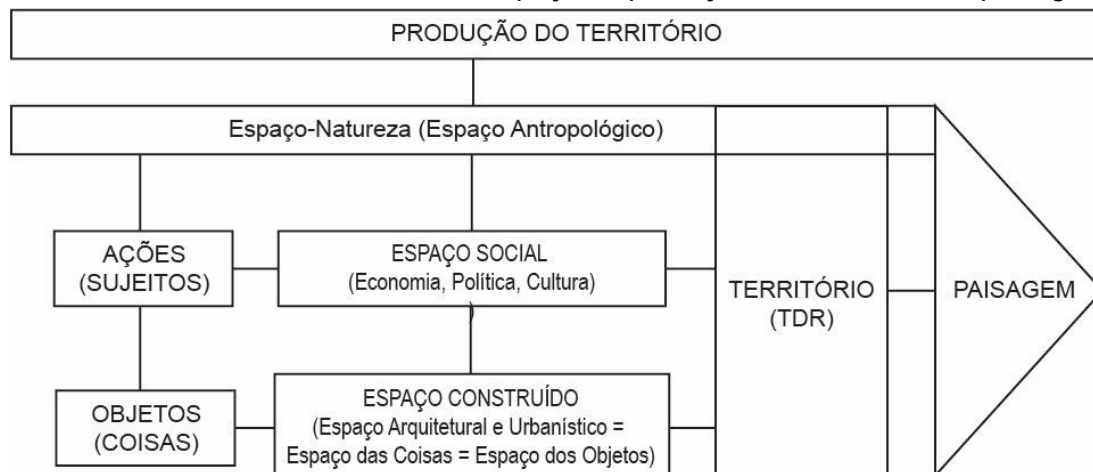 PRODUÇÃO DO TERRITÓRIO
Espaço-Natureza (Espaço Antropológico)
AÇÕES
(SUJEITOS)
ESPAÇO SOCIAL
(Economia, Política, Cultura)
)
TERRITÓRIO
(TDR)
PAISAGEM
OBJETOS
(COISAS)
ESPAÇO CONSTRUÍDO
(Espaço Arquitetural e Urbanístico =
Espaço das Coisas = Espaço dos Objetos)